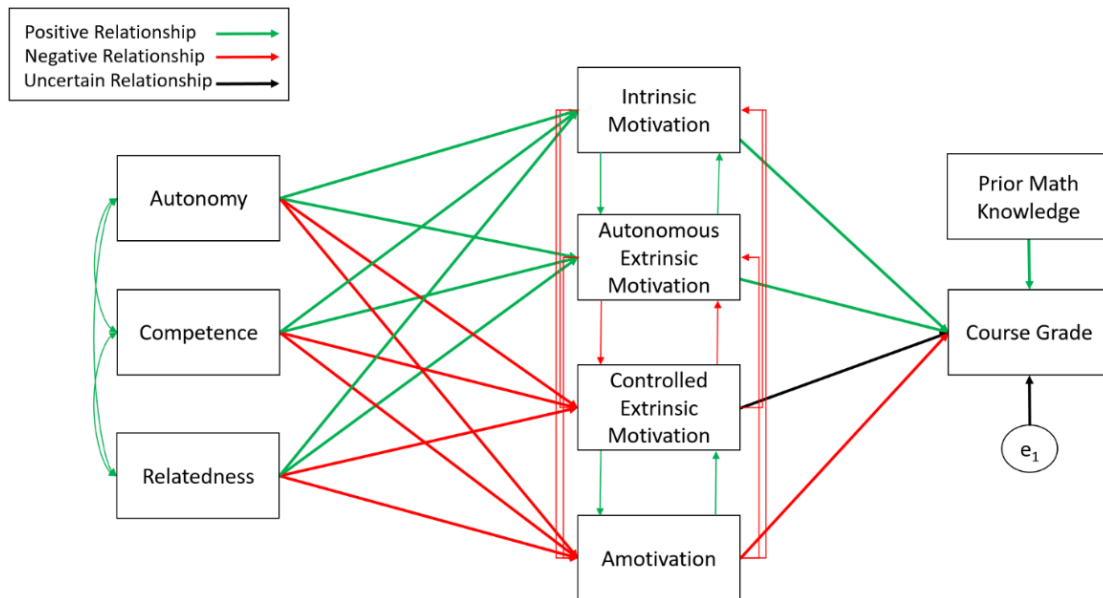 Positive Relationship
Negative Relationship
Uncertain Relationship
Intrinsic
Motivation
Autonomy
Autonomous
Extrinsic
Motivation
Prior Math
Knowledge
Competence
Course Grade
Controlled
Extrinsic
Motivation
Relatedness
e₁
Amotivation